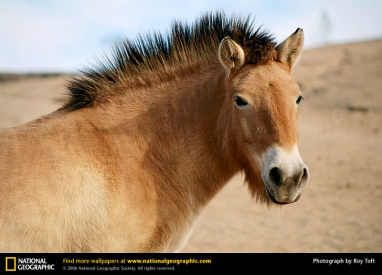 NATIONAL
GEOGRAPHIC
Find more wallpapers at www.nationalgeographic.com
© 2006 National Geographic Society. All rights reserved.
Photograph by Roy Toft